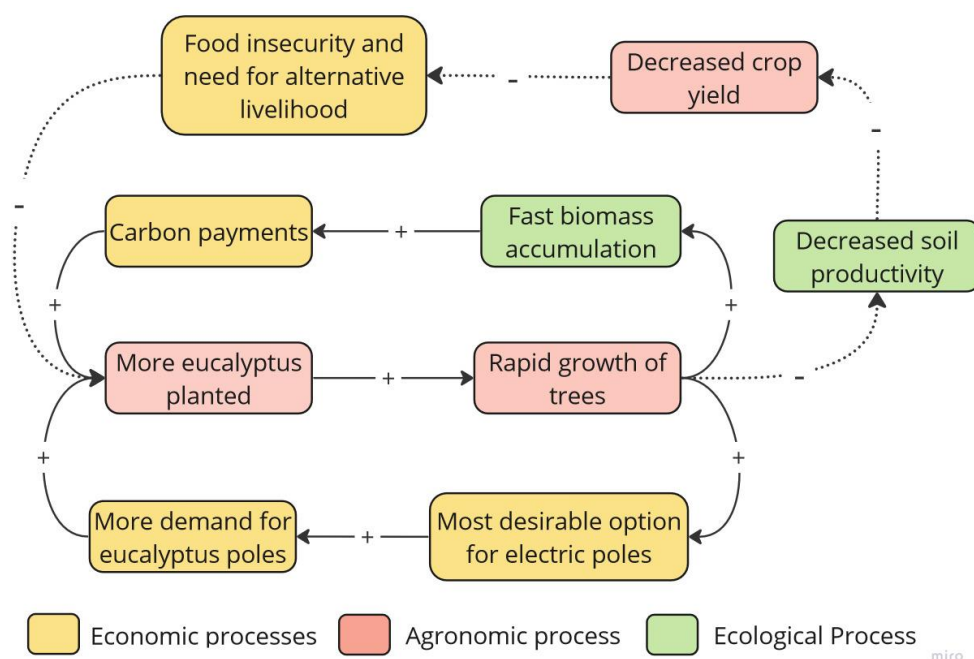 Food insecurity and
need for alternative
livelihood
-
Decreased crop
yield
-
-
Carbon payments
+
Fast biomass
accumulation
Decreased soil
productivity
+
+
More eucalyptus
planted
+
Rapid growth of
trees
-
+
+
More demand for
eucalyptus poles
+
Most desirable option
for electric poles
Economic processes
Agronomic process
Ecological Process
miro